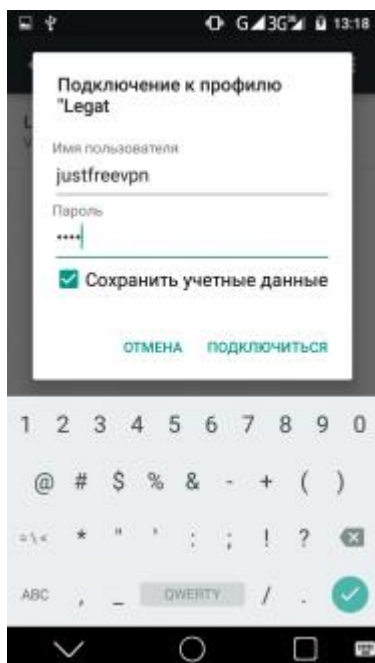 G 3G 13:18
Подключение к профилю
"Legat
Имя пользователя
justfreevpn
Пароль
••••
Сохранить учетные данные
ОТМЕНА ПОДКЛЮЧИТЬСЯ
1 2 3 4 5 6 7 8 9 0
@ # $ % & - + ( )
=\< * " ' : ; ! ?
ABC , _ QWERTY / .